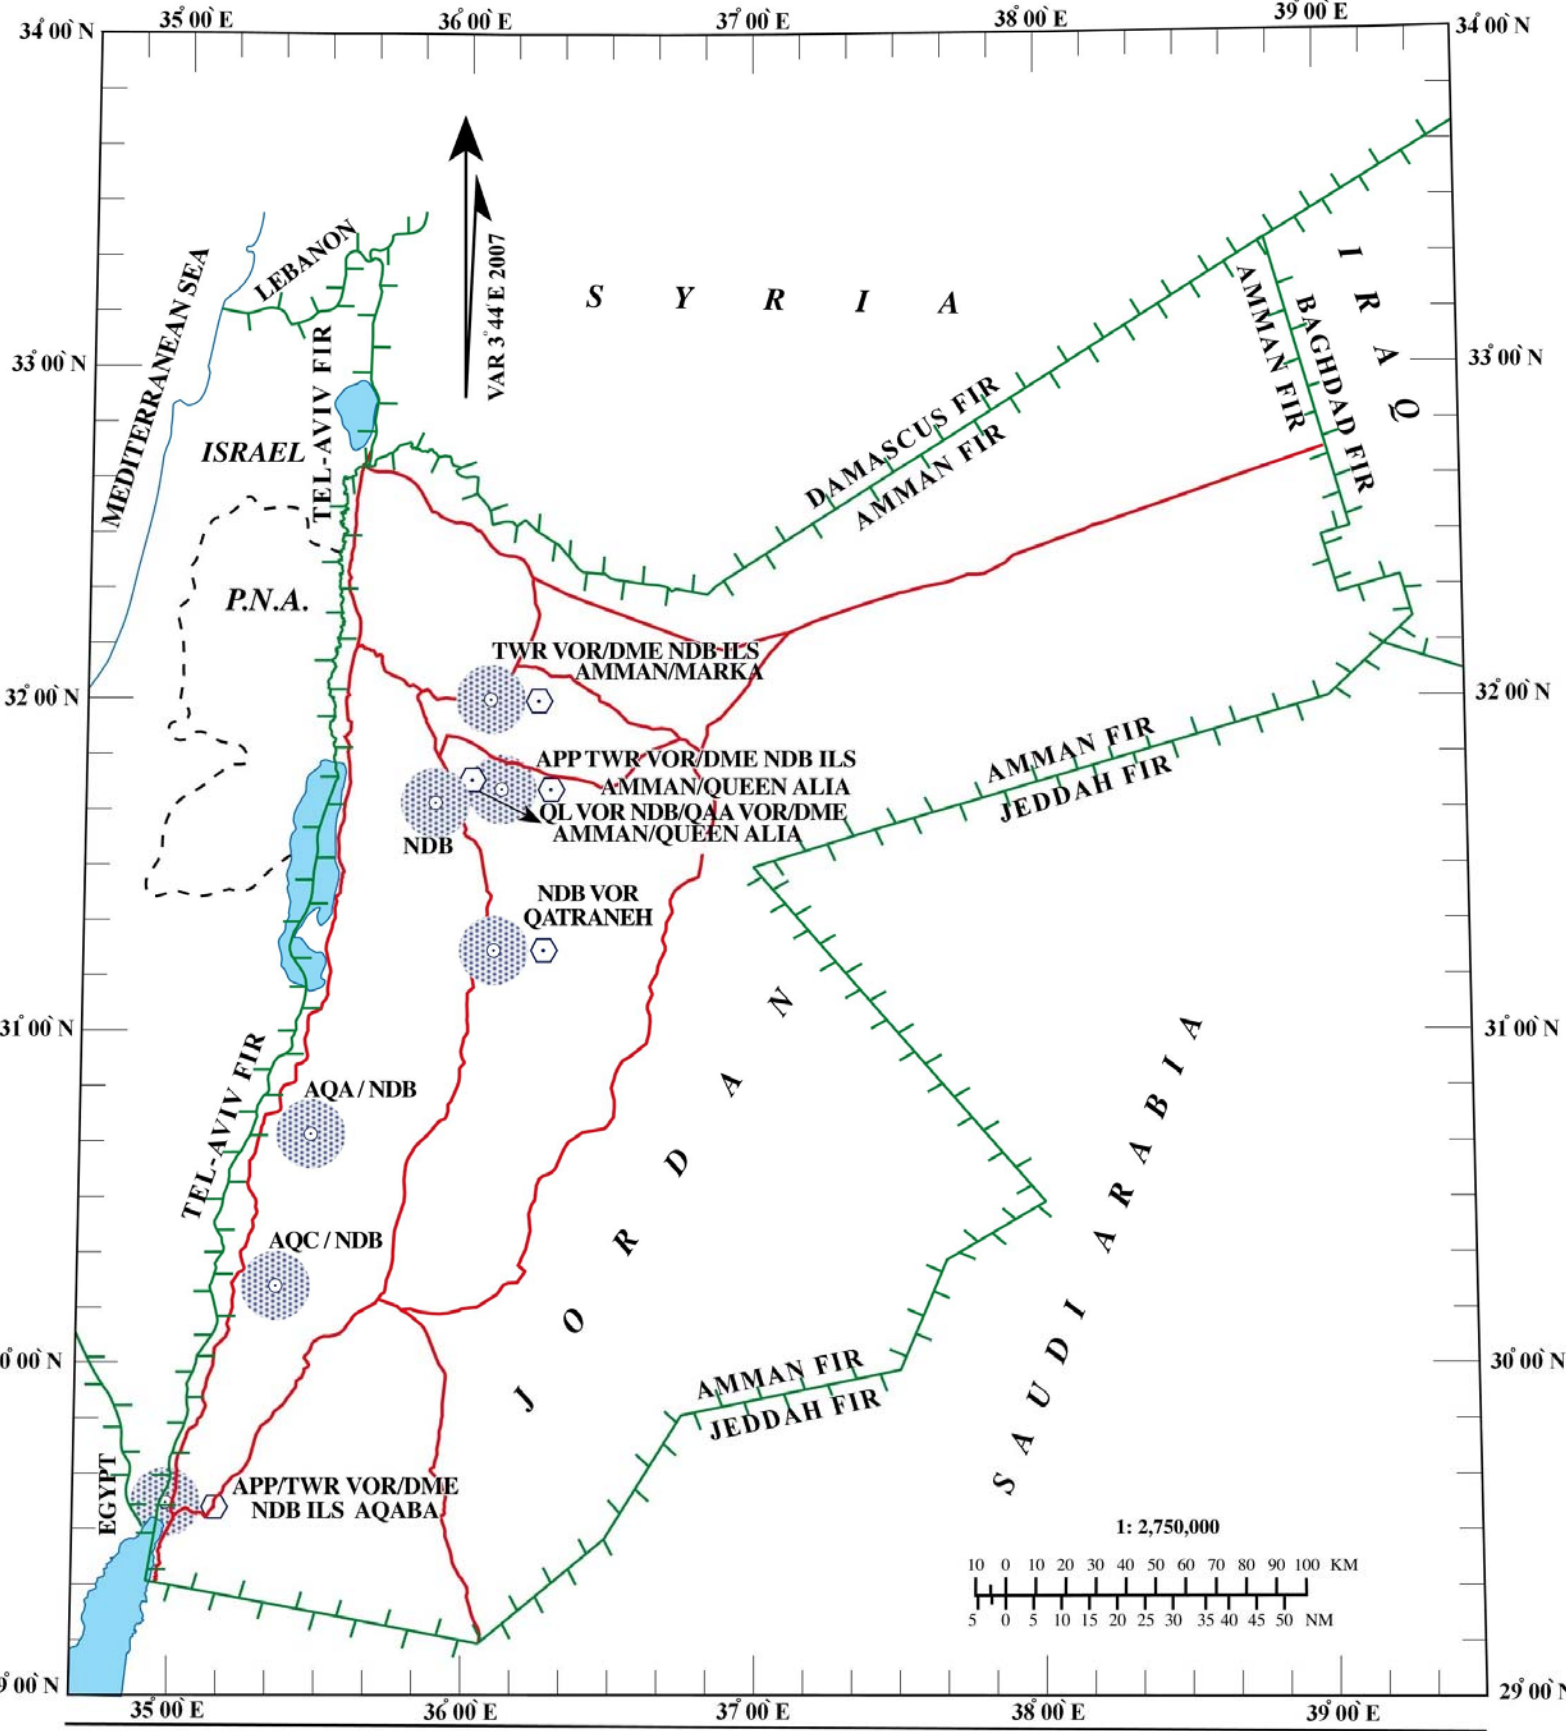 35°00`E 36°00`E 37°00`E 38°00`E 39°00`E
34°00`N 34°00`N
LEBANON
MEDITERRANEAN SEA
VAR 3°44'E 2007
S Y R I A
I R A Q
AMMAN FIR
BAGHDAD FIR
33°00`N 33°00`N
TEL-AVIV FIR
DAMASCUS FIR
AMMAN FIR
ISRAEL
P.N.A.
TWR VOR/DME NDB ILS
AMMAN/MARKA
32°00`N 32°00`N
APP TWR VOR/DME NDB ILS
AMMAN/QUEEN ALIA
QL VOR NDB/QAA VOR/DME
AMMAN/QUEEN ALIA
NDB
AMMAN FIR
JEDDAH FIR
NDB VOR
QATRANEH
31°00`N 31°00`N
TEL-AVIV FIR
AQA / NDB
J O R D A N
S A U D I A R A B I A
AQC / NDB
0°00`N 30°00`N
AMMAN FIR
JEDDAH FIR
EGYPT
APP/TWR VOR/DME
NDB ILS AQABA
1: 2,750,000
10 0 10 20 30 40 50 60 70 80 90 100 KM
5 0 5 10 15 20 25 30 35 40 45 50 NM
9°00`N 29°00`N
35°00`E 36°00`E 37°00`E 38°00`E 39°00`E